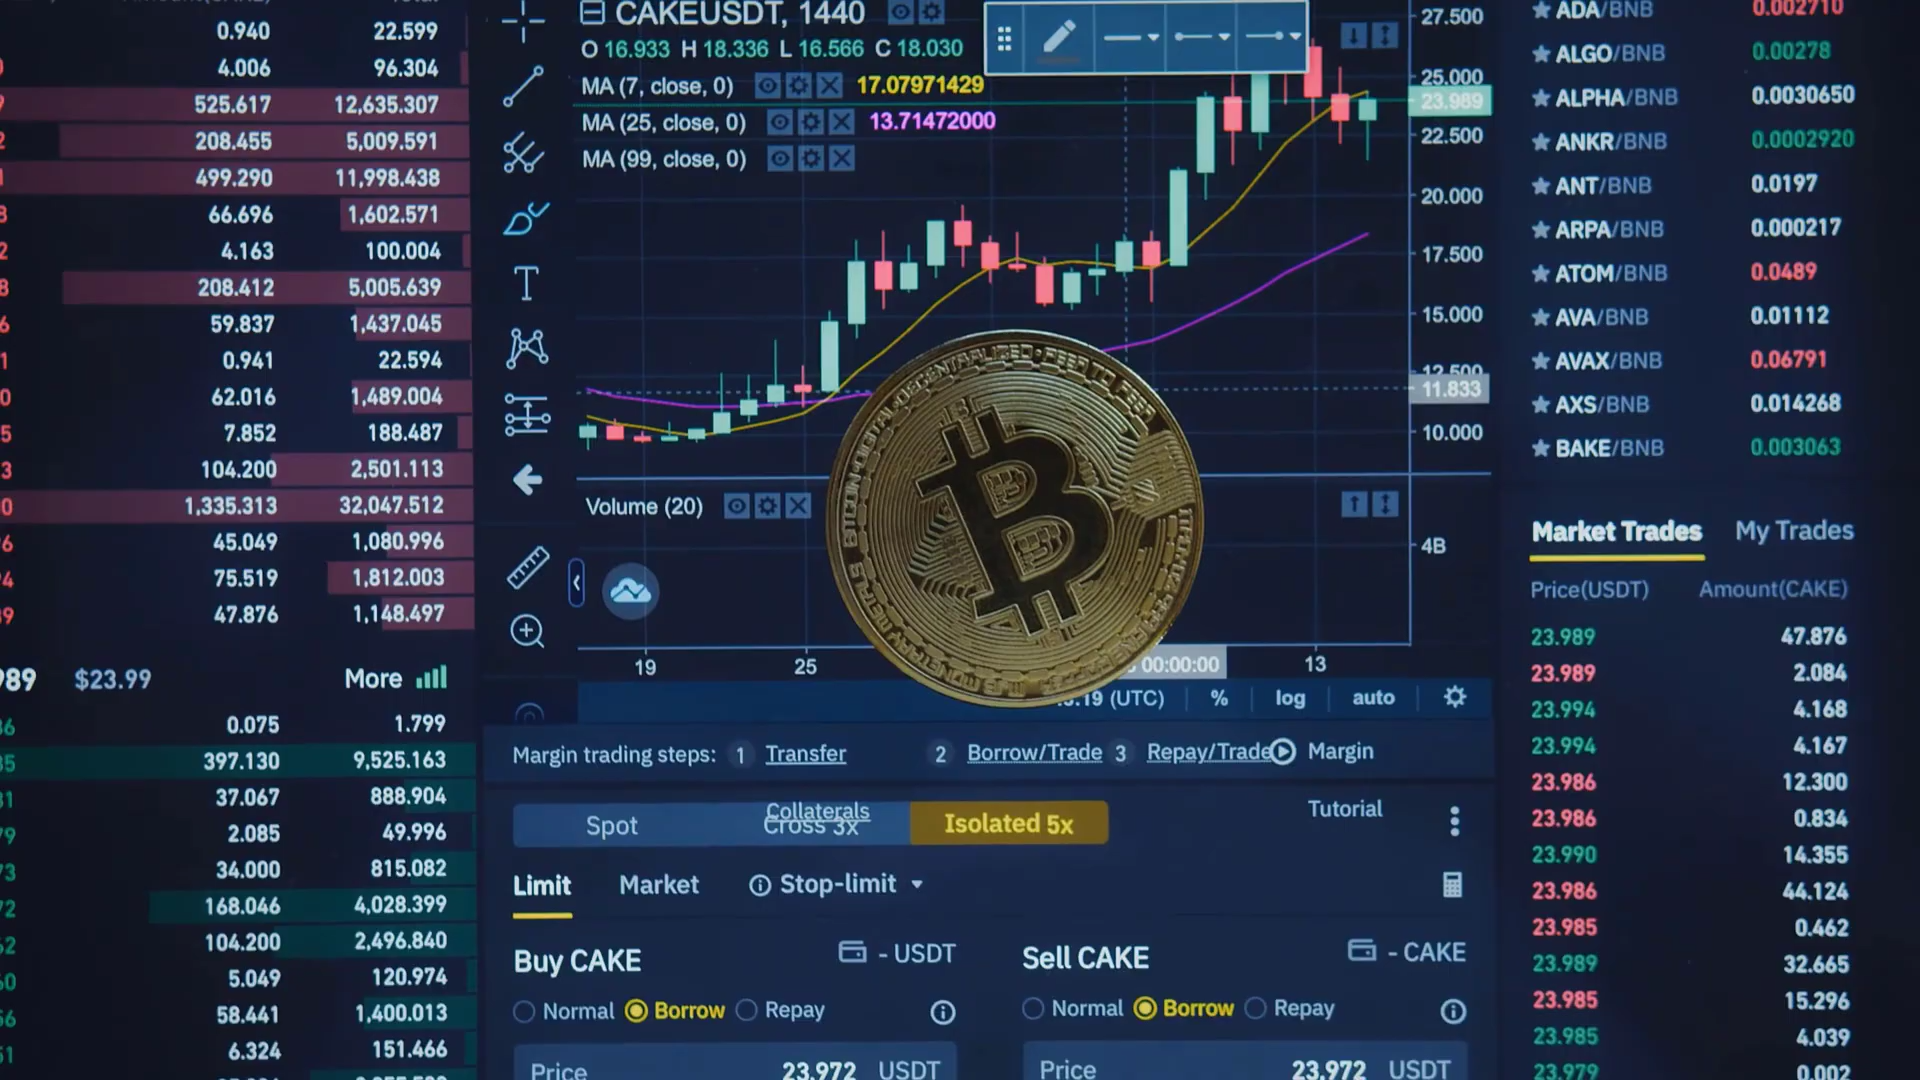 0.940 22.599
4.006 96.304
525.617 12,635.307
208.455 5,009.591
499.290 11,998.438
66.696 1,602.571
4.163 100.004
208.412 5,005.639
59.837 1,437.045
0.941 22.594
62.016 1,489.004
7.852 188.487
104.200 2,501.113
1,335.313 32,047.512
45.049 1,080.996
75.519 1,812.003
47.876 1,148.497
989 $23.99 More
0.075 1.799
397.130 9,525.163
37.067 888.904
2.085 49.996
34.000 815.082
168.046 4,028.399
104.200 2,496.840
5.049 120.974
58.441 1,400.013
6.324 151.466
CAKEUSDT, 1440
O 16.933 H 18.336 L 16.566 C 18.030
MA (7, close, 0) 17.07971429
MA (25, close, 0) 13.71472000
MA (99, close, 0)
27.500
25.000
23.989
22.500
20.000
17.500
15.000
12.500
11.833
10.000
Volume (20)
4B
19 25 00:00:00 13
(UTC) % log auto
BITCOIN
DIGITAL
DECENTRALIZED
PEER TO PEER
B
Margin trading steps: 1 Transfer 2 Borrow/Trade 3 Repay/Trade Margin
Collaterals Tutorial
Spot Cross 3x Isolated 5x
Limit Market Stop-limit
Buy CAKE - USDT
Normal Borrow Repay
Price 23.972 USDT
Sell CAKE - CAKE
Normal Borrow Repay
Price 23.972 USDT
ADA/BNB 0.002710
ALGO/BNB 0.00278
ALPHA/BNB 0.0030650
ANKR/BNB 0.0002920
ANT/BNB 0.0197
ARPA/BNB 0.000217
ATOM/BNB 0.0489
AVA/BNB 0.01112
AVAX/BNB 0.06791
AXS/BNB 0.014268
BAKE/BNB 0.003063
Market Trades My Trades
Price(USDT) Amount(CAKE)
23.989 47.876
23.989 2.084
23.994 4.168
23.994 4.167
23.986 12.300
23.986 0.834
23.990 14.355
23.986 44.124
23.985 0.462
23.989 32.665
23.985 15.296
23.985 4.039
23.979 0.002